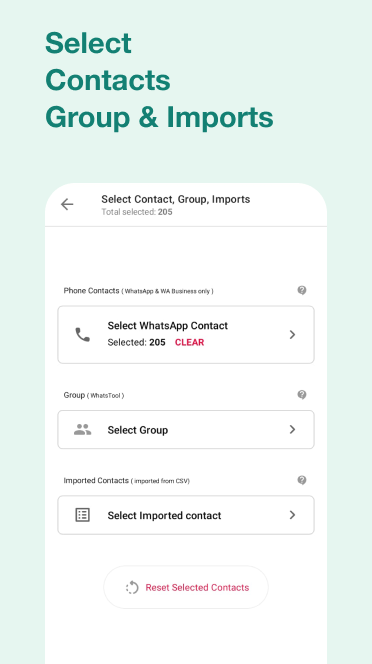 Select
Contacts
Group & Imports
Select Contact, Group, Imports
Total selected: 205
Phone Contacts ( WhatsApp & WA Business only )
Select WhatsApp Contact
Selected: 205 CLEAR
Group ( WhatsTool )
Select Group
Imported Contacts ( imported from CSV)
Select Imported contact
Reset Selected Contacts